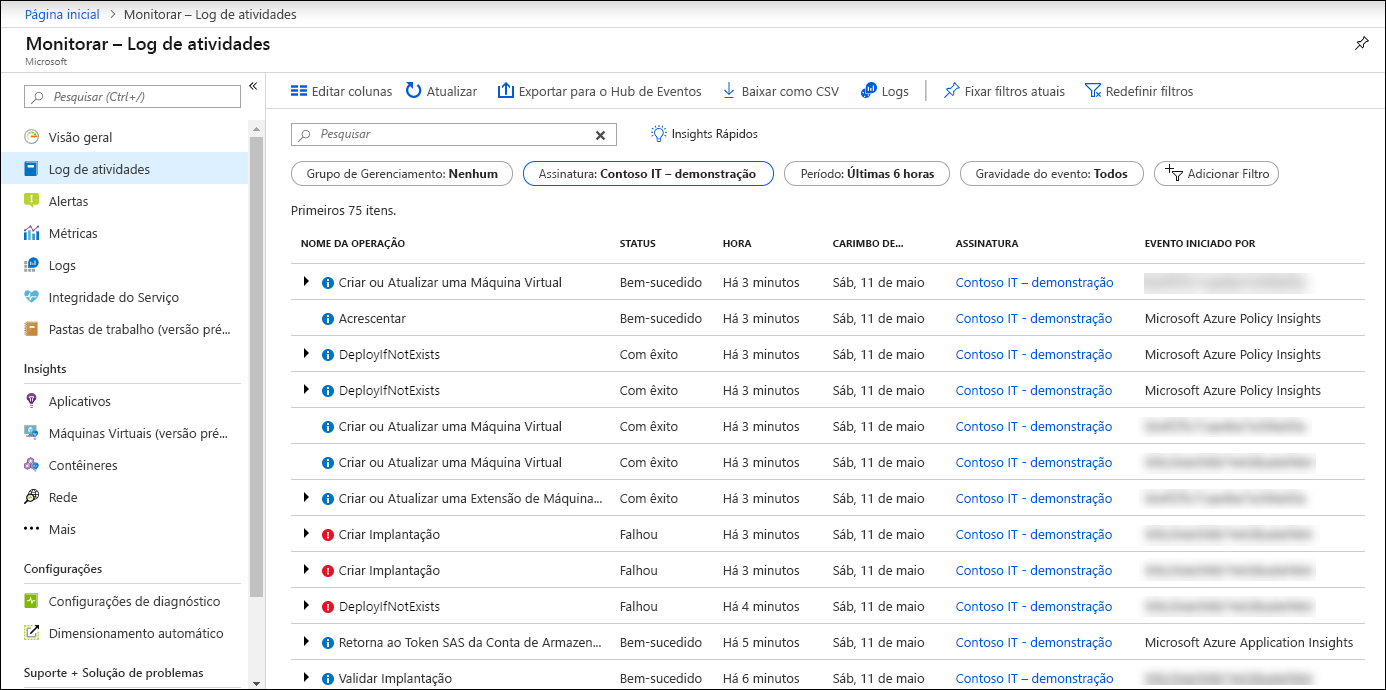 Página inicial > Monitorar – Log de atividades
Monitorar – Log de atividades
Microsoft
Pesquisar (Ctrl+/)
Visão geral
Log de atividades
Alertas
Métricas
Logs
Integridade do Serviço
Pastas de trabalho (versão pré...
Insights
Aplicativos
Máquinas Virtuais (versão pré...
Contêineres
Rede
Mais
Configurações
Configurações de diagnóstico
Dimensionamento automático
Suporte + Solução de problemas
Editar colunas Atualizar Exportar para o Hub de Eventos Baixar como CSV Logs Fixar filtros atuais Redefinir filtros
Pesquisar Insights Rápidos
Grupo de Gerenciamento: Nenhum Assinatura: Contoso IT – demonstração Período: Últimas 6 horas Gravidade do evento: Todos Adicionar Filtro
Primeiros 75 itens.
NOME DA OPERAÇÃO STATUS HORA CARIMBO DE... ASSINATURA EVENTO INICIADO POR
Criar ou Atualizar uma Máquina Virtual Bem-sucedido Há 3 minutos Sáb, 11 de maio Contoso IT – demonstração
Acrescentar Bem-sucedido Há 3 minutos Sáb, 11 de maio Contoso IT - demonstração Microsoft Azure Policy Insights
DeployIfNotExists Com êxito Há 3 minutos Sáb, 11 de maio Contoso IT - demonstração Microsoft Azure Policy Insights
DeployIfNotExists Com êxito Há 3 minutos Sáb, 11 de maio Contoso IT - demonstração Microsoft Azure Policy Insights
Criar ou Atualizar uma Máquina Virtual Com êxito Há 3 minutos Sáb, 11 de maio Contoso IT - demonstração
Criar ou Atualizar uma Máquina Virtual Com êxito Há 3 minutos Sáb, 11 de maio Contoso IT - demonstração
Criar ou Atualizar uma Extensão de Máquina... Com êxito Há 3 minutos Sáb, 11 de maio Contoso IT - demonstração
Criar Implantação Falhou Há 3 minutos Sáb, 11 de maio Contoso IT - demonstração
Criar Implantação Falhou Há 3 minutos Sáb, 11 de maio Contoso IT - demonstração
DeployIfNotExists Falhou Há 4 minutos Sáb, 11 de maio Contoso IT - demonstração
Retorna ao Token SAS da Conta de Armazen... Bem-sucedido Há 5 minutos Sáb, 11 de maio Contoso IT - demonstração Microsoft Azure Application Insights
Validar Implantação Bem-sucedido Há 6 minutos Sáb, 11 de maio Contoso IT – demonstração